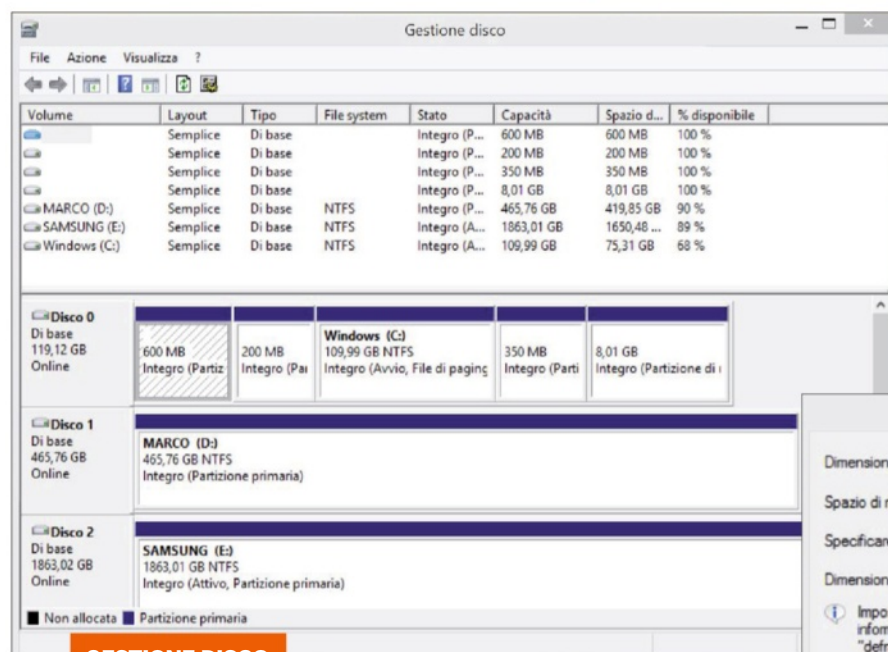 Gestione disco
File Azione Visualizza ?
Volume Layout Tipo File system Stato Capacità Spazio d... % disponibile
Semplice Di base Integro (P... 600 MB 600 MB 100 %
Semplice Di base Integro (P... 200 MB 200 MB 100 %
Semplice Di base Integro (P... 350 MB 350 MB 100 %
Semplice Di base Integro (P... 8,01 GB 8,01 GB 100 %
MARCO (D:) Semplice Di base NTFS Integro (P... 465,76 GB 419,85 GB 90 %
SAMSUNG (E:) Semplice Di base NTFS Integro (A... 1863,01 GB 1650,48 ... 89 %
Windows (C:) Semplice Di base NTFS Integro (A... 109,99 GB 75,31 GB 68 %
Disco 0
Di base
119,12 GB
Online
600 MB
Integro (Partiz
200 MB
Integro (Pa
Windows (C:)
109,99 GB NTFS
Integro (Avvio, File di paging
350 MB
Integro (Parti
8,01 GB
Integro (Partizione di
Disco 1
Di base
465,76 GB
Online
MARCO (D:)
465,76 GB NTFS
Integro (Partizione primaria)
Disco 2
Di base
1863,02 GB
Online
SAMSUNG (E:)
1863,01 GB NTFS
Integro (Attivo, Partizione primaria)
Non allocata Partizione primaria
Dimension
Spazio di
Specificar
Dimension
Impo
infor
"defr
GESTIONE DISCO